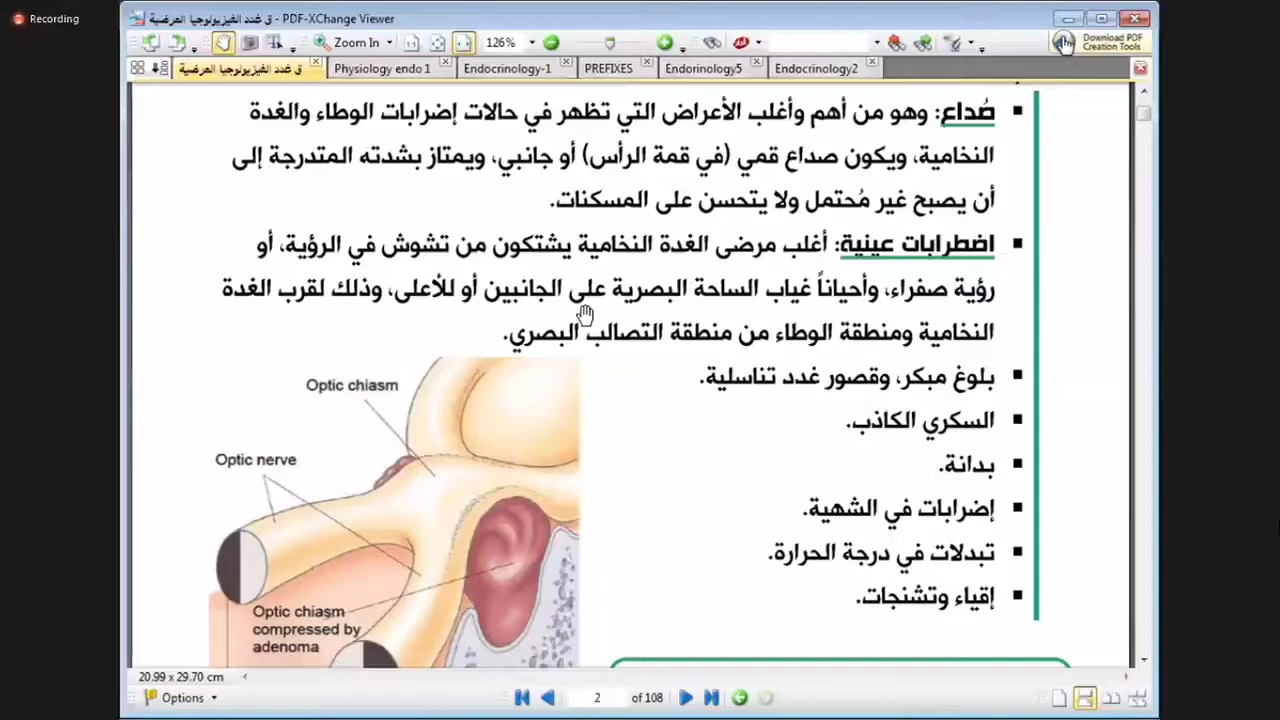 Recording
ق غدد الفيزيولوجيا المرضية - PDF-XChange Viewer
Zoom In
126%
Download PDF
Creation Tools
ق غدد الفيزيولوجيا المرضية
Physiology endo 1
Endocrinology-1
PREFIXES
Endorinology5
Endocrinology2
صُداع: وهو من أهم وأغلب الأعراض التي تظهر في حالات إضرابات الوطاء والغدة
النخامية، ويكون صداع قمي (في قمة الرأس) أو جانبي، ويمتاز بشدته المتدرجة إلى
أن يصبح غير مُحتمل ولا يتحسن على المسكنات.
اضطرابات عينية: أغلب مرضى الغدة النخامية يشتكون من تشوش في الرؤية، أو
رؤية صفراء، وأحياناً غياب الساحة البصرية على الجانبين أو للأعلى، وذلك لقرب الغدة
النخامية ومنطقة الوطاء من منطقة التصالب البصري.
بلوغ مبكر، وقصور غدد تناسلية.
السكري الكاذب.
بدانة.
إضرابات في الشهية.
تبدلات في درجة الحرارة.
إقياء وتشنجات.
Optic chiasm
Optic nerve
Optic chiasm
compressed by
adenoma
20.99 x 29.70 cm
Options
2
of 108